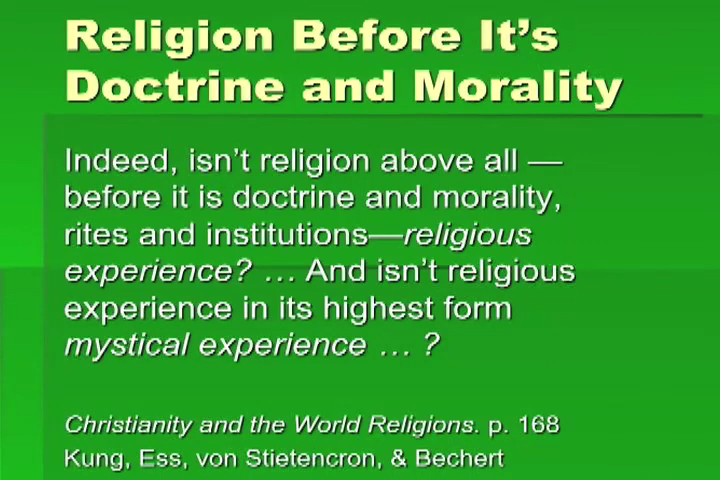 Religion Before It's
Doctrine and Morality
Indeed, isn't religion above all —
before it is doctrine and morality,
rites and institutions—religious
experience? … And isn't religious
experience in its highest form
mystical experience … ?
Christianity and the World Religions. p. 168
Kung, Ess, von Stietencron, & Bechert